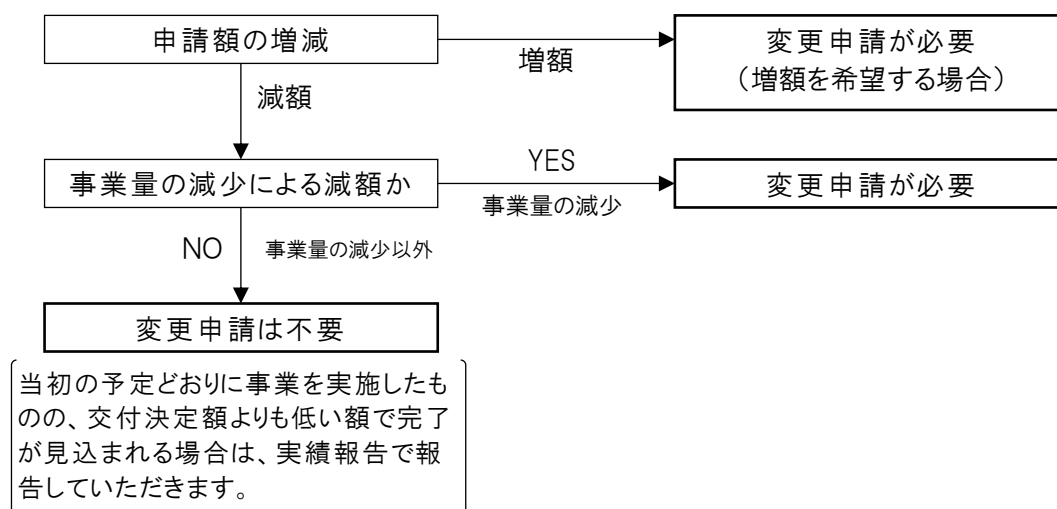 申請額の増減
増額
変更申請が必要
（増額を希望する場合）
減額
事業量の減少による減額か
YES
事業量の減少
変更申請が必要
NO
事業量の減少以外
変更申請は不要
当初の予定どおりに事業を実施したも
のの、交付決定額よりも低い額で完了
が見込まれる場合は、実績報告で報
告していただきます。